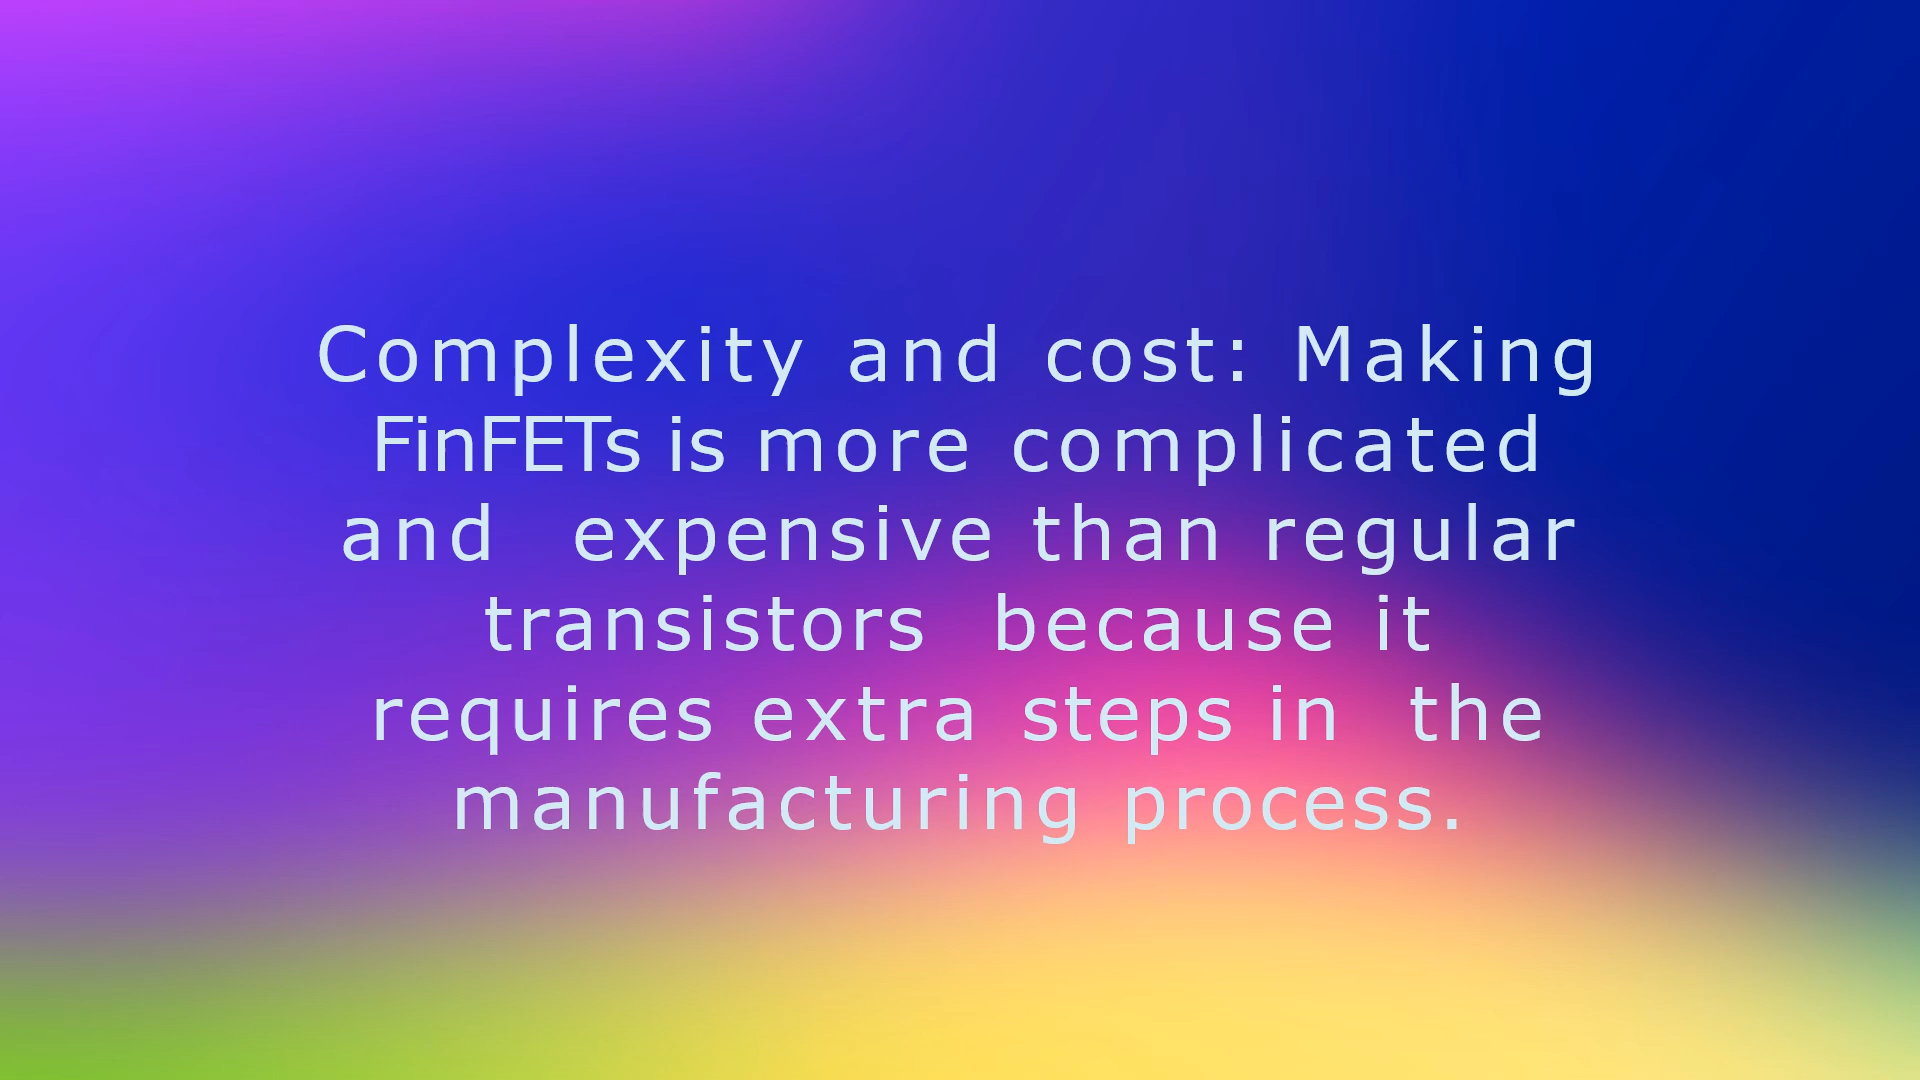 Complexity and cost: Making
FinFETs is more complicated
and expensive than regular
transistors because it
requires extra steps in the
manufacturing process.